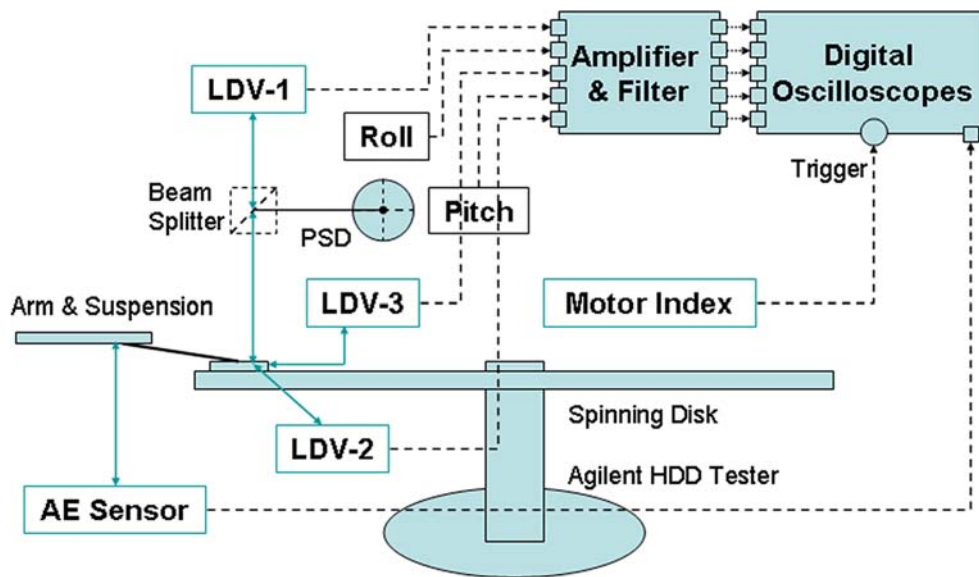 LDV-1
Amplifier
& Filter
Digital
Oscilloscopes
Roll
Trigger
Beam
Splitter
PSD
Pitch
Arm & Suspension
LDV-3
Motor Index
LDV-2
Spinning Disk
AE Sensor
Agilent HDD Tester